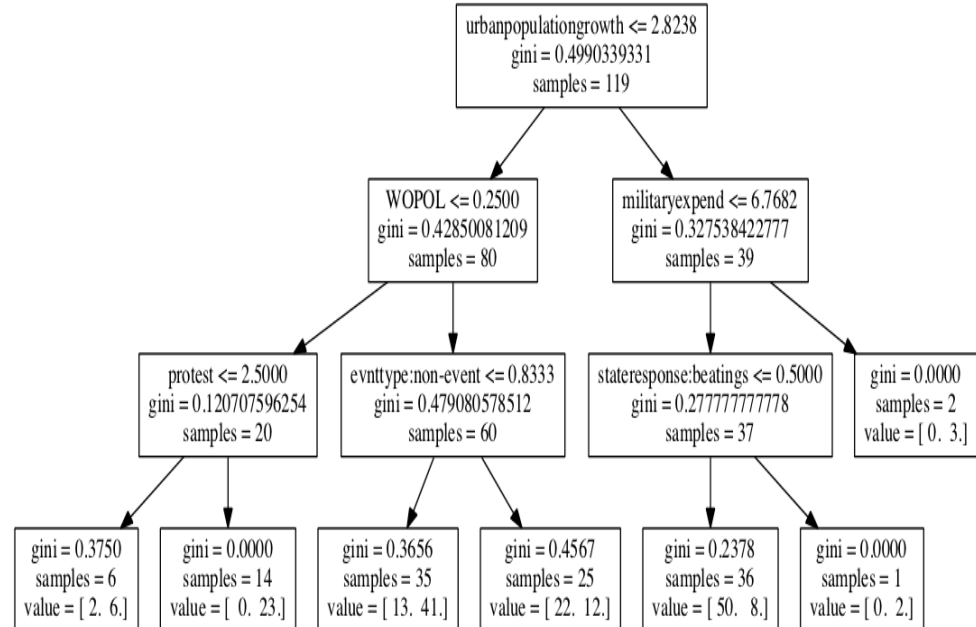 urbanpopulationgrowth <= 2.8238
gini = 0.4990339331
samples = 119
WOPOL <= 0.2500
gini = 0.42850081209
samples = 80
militaryexpend <= 6.7682
gini = 0.327538422777
samples = 39
protest <= 2.5000
gini = 0.120707596254
samples = 20
evnttype:non-event <= 0.8333
gini = 0.479080578512
samples = 60
stateresponse:beatings <= 0.5000
gini = 0.277777777778
samples = 37
gini = 0.0000
samples = 2
value = [ 0. 3.]
gini = 0.3750
samples = 6
value = [ 2. 6.]
gini = 0.0000
samples = 14
value = [ 0. 23.]
gini = 0.3656
samples = 35
value = [ 13. 41.]
gini = 0.4567
samples = 25
value = [ 22. 12.]
gini = 0.2378
samples = 36
value = [ 50. 8.]
gini = 0.0000
samples = 1
value = [ 0. 2.]